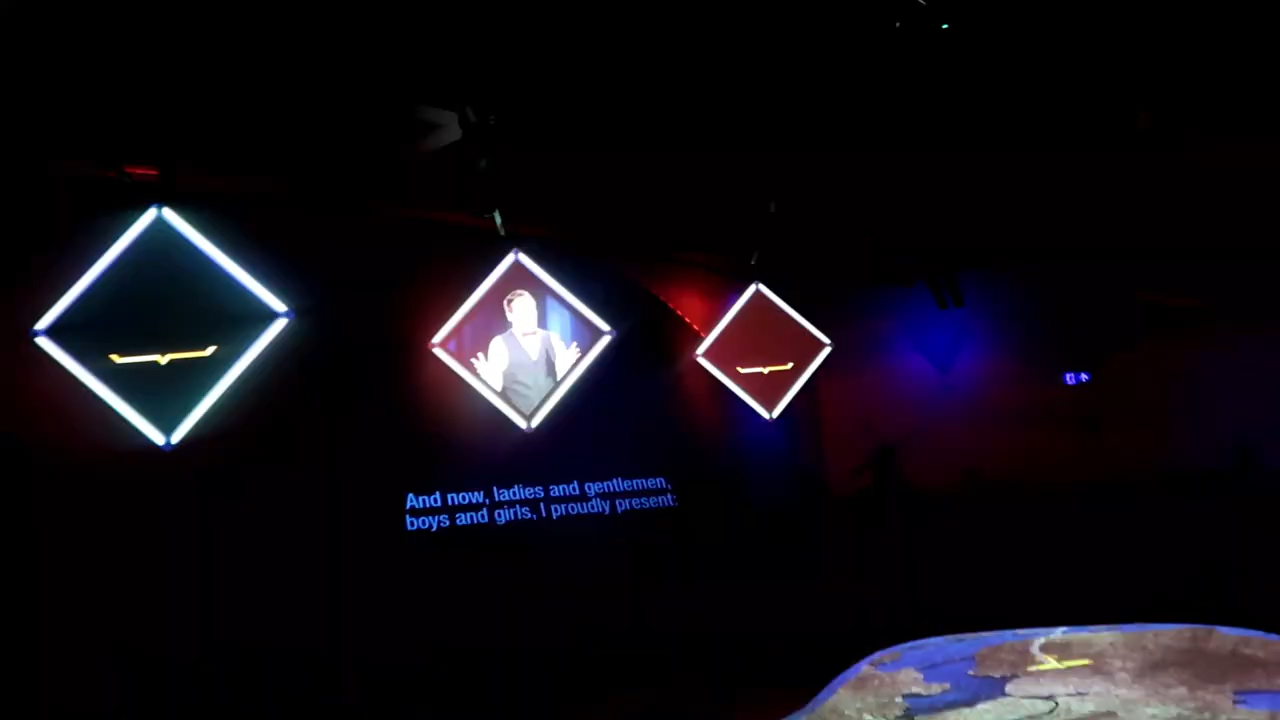 And now, ladies and gentlemen,
boys and girls, I proudly present: